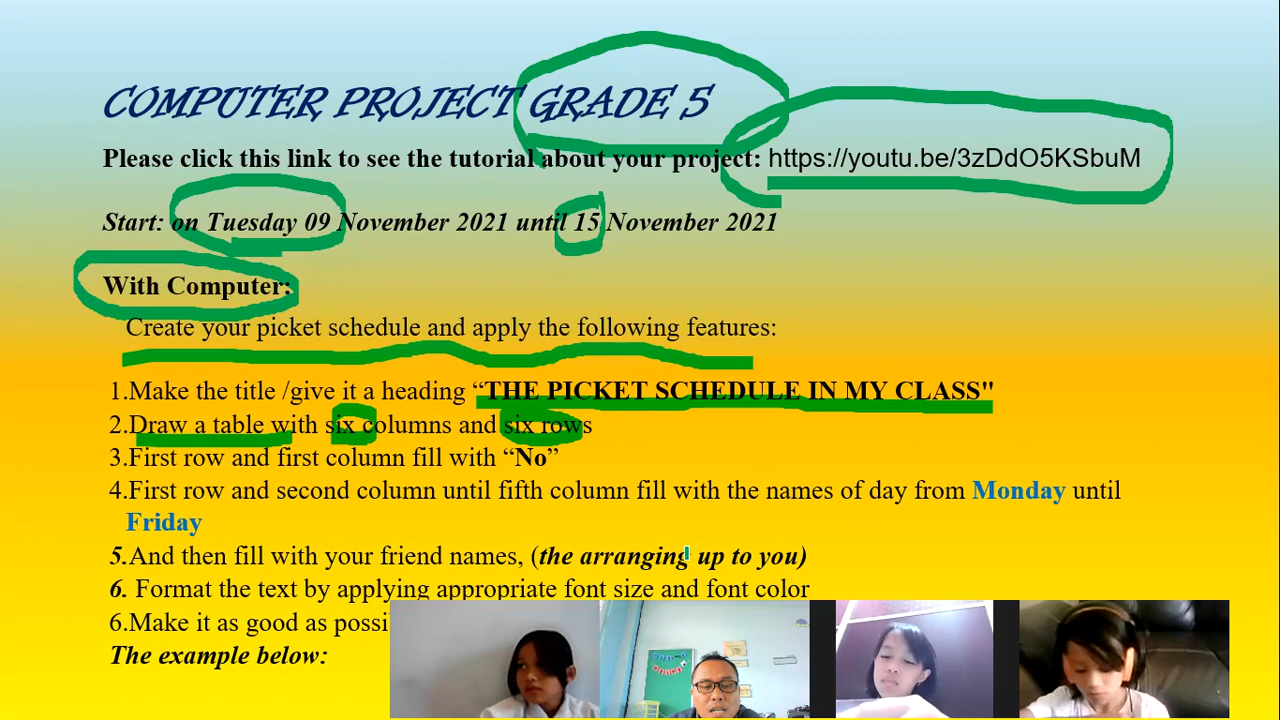 COMPUTER PROJECT GRADE 5
Please click this link to see the tutorial about your project: https://youtu.be/3zDdO5KSbuM
Start: on Tuesday 09 November 2021 until 15 November 2021
With Computer:
Create your picket schedule and apply the following features:
1.Make the title /give it a heading “THE PICKET SCHEDULE IN MY CLASS"
2.Draw a table with six columns and six rows
3.First row and first column fill with “No”
4.First row and second column until fifth column fill with the names of day from Monday until
Friday
5.And then fill with your friend names, (the arranging up to you)
6. Format the text by applying appropriate font size and font color
6.Make it as good as possi
The example below: